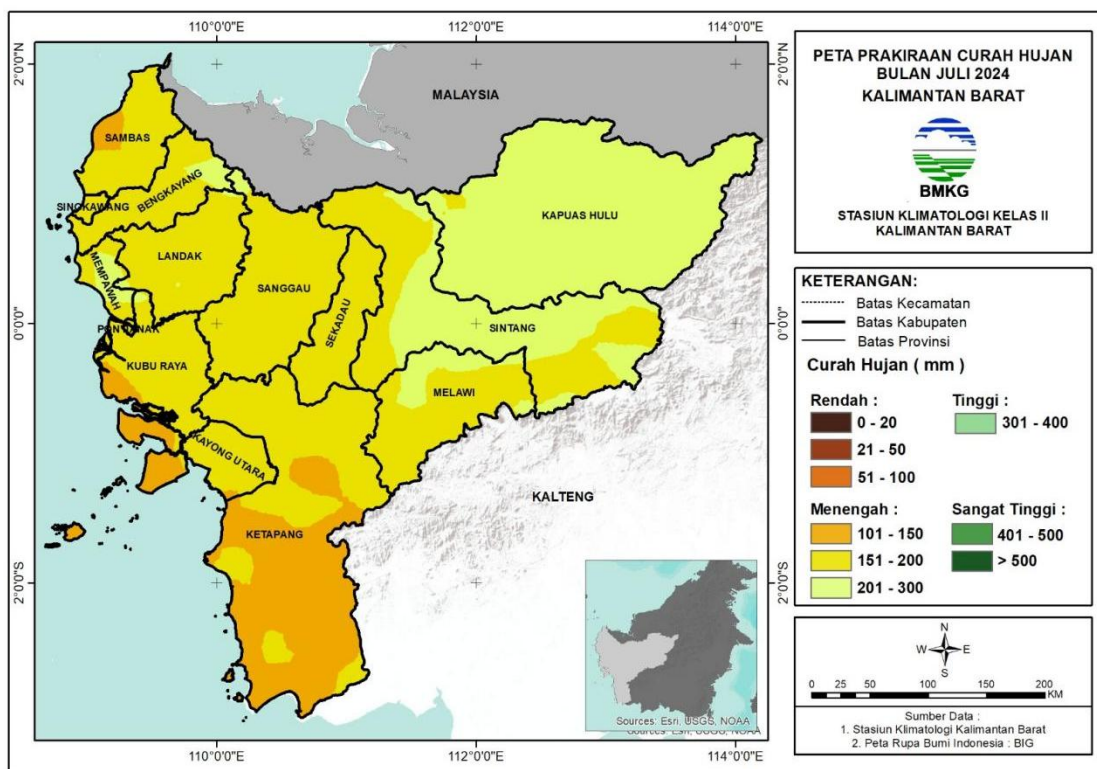 110°0'0"E
112°0'0"E
114°0'0"E
2°0'0"N
2°0'0"N
0°0'0"
0°0'0"
2°0'0"S
2°0'0"S
MALAYSIA
SAMBAS
BENGKAYANG
SINGKAWANG
KAPUAS HULU
LANDAK
MEMPAWAH
SANGGAU
SEKADAU
SINTANG
PONTIANAK
KUBU RAYA
MELAWI
KAYONG UTARA
KALTENG
KETAPANG
Sources: Esri, USGS, NOAA
Sources: Esri, USGS, NOAA
110°0'0"E
112°0'0"E
114°0'0"E
PETA PRAKIRAAN CURAH HUJAN
BULAN JULI 2024
KALIMANTAN BARAT
BMKG
STASIUN KLIMATOLOGI KELAS II
KALIMANTAN BARAT
KETERANGAN:
Batas Kecamatan
Batas Kabupaten
Batas Provinsi
Curah Hujan ( mm )
Rendah :
0 - 20
21 - 50
51 - 100
Tinggi :
301 - 400
Menengah :
101 - 150
151 - 200
201 - 300
Sangat Tinggi :
401 - 500
> 500
N
W E
S
0 25 50 100 150 200
KM
Sumber Data :
1. Stasiun Klimatologi Kalimantan Barat
2. Peta Rupa Bumi Indonesia : BIG